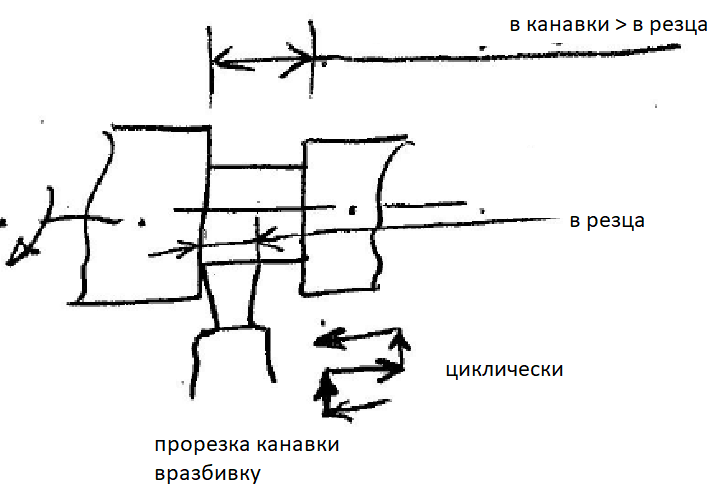 в канавки > в резца
в резца
циклически
прорезка канавки
вразбивку